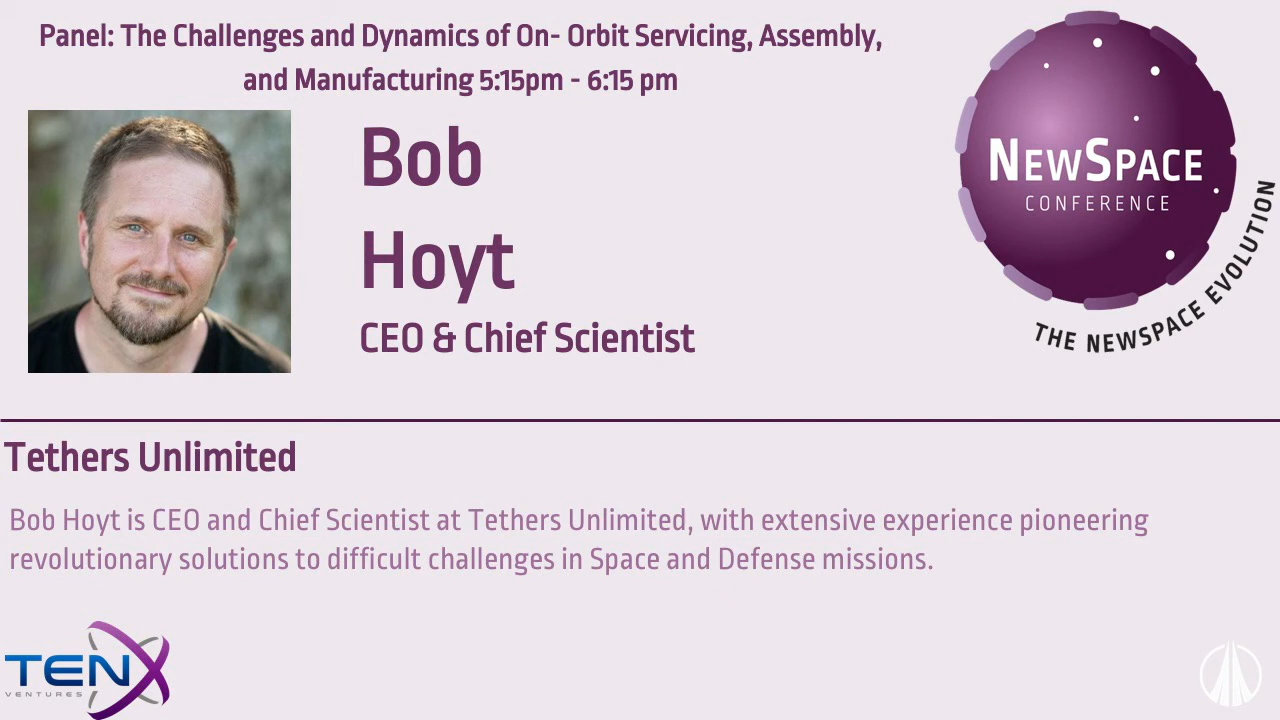 Panel: The Challenges and Dynamics of On- Orbit Servicing, Assembly,
and Manufacturing 5:15pm - 6:15 pm
Bob
Hoyt
CEO & Chief Scientist
NEWSPACE
CONFERENCE
THE NEWSPACE EVOLUTION
Tethers Unlimited
Bob Hoyt is CEO and Chief Scientist at Tethers Unlimited, with extensive experience pioneering
revolutionary solutions to difficult challenges in Space and Defense missions.
TENX
VENTURES